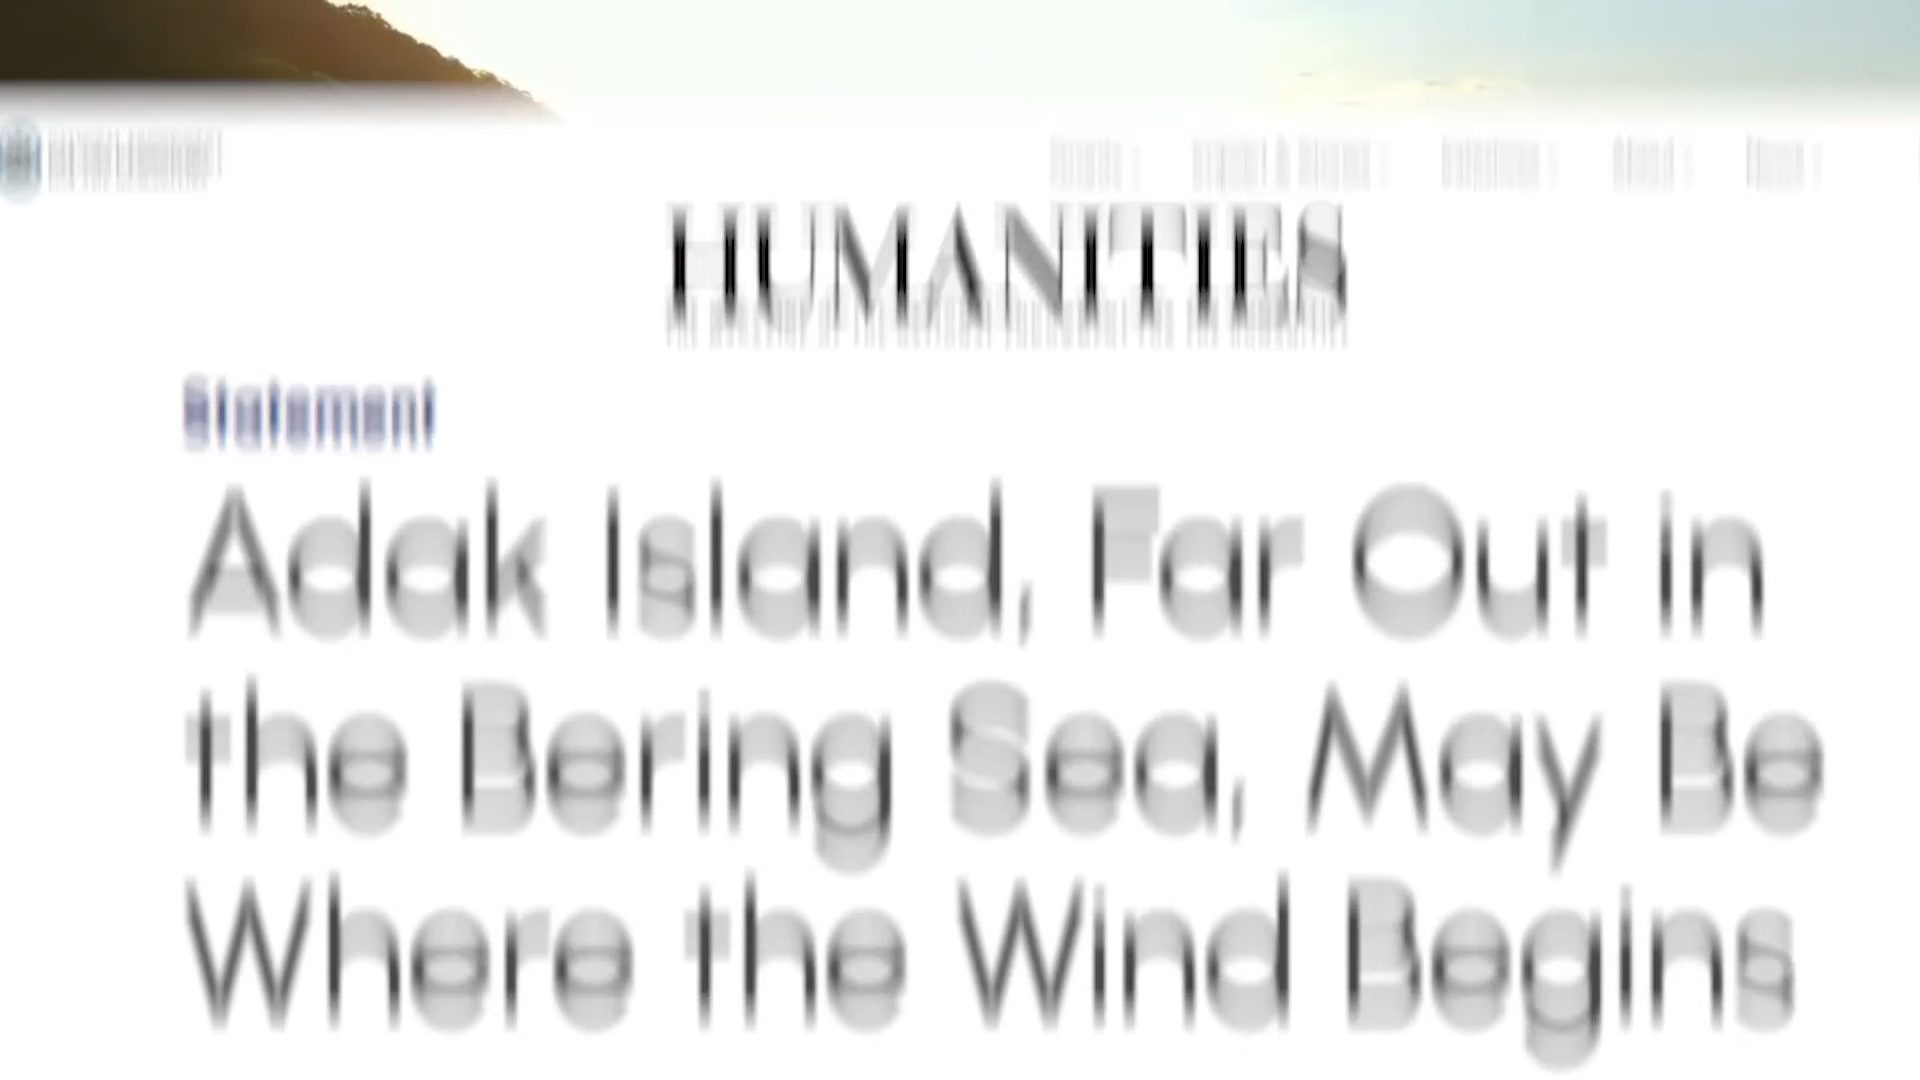 HUMANITIES
Statement
Adak Island, Far Out in
the Bering Sea, May Be
Where the Wind Begins